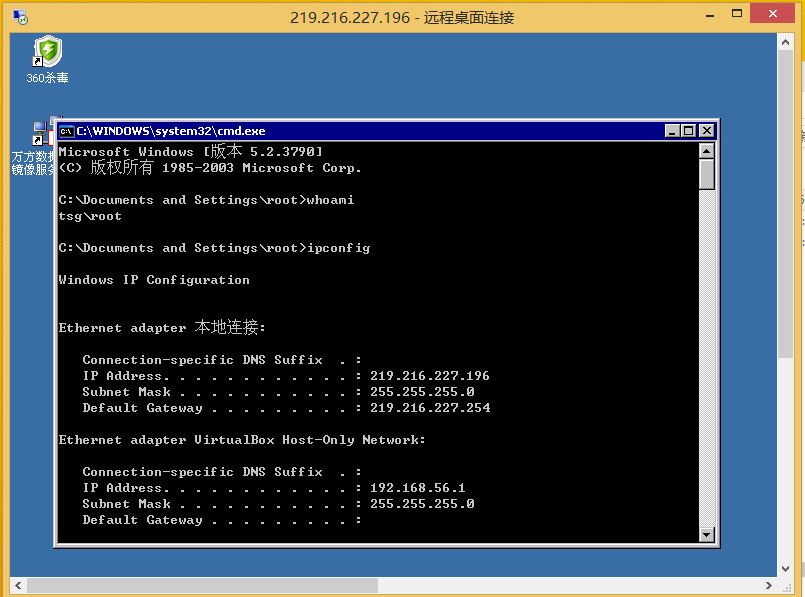 219.216.227.196 - 远程桌面连接
360杀毒
万方数据
镜像服务
C:\WINDOWS\system32\cmd.exe
Microsoft Windows [版本 5.2.3790]
(C) 版权所有 1985-2003 Microsoft Corp.
C:\Documents and Settings\root>whoami
tsg\root
C:\Documents and Settings\root>ipconfig
Windows IP Configuration
Ethernet adapter 本地连接:
Connection-specific DNS Suffix  . :
IP Address. . . . . . . . . . . . : 219.216.227.196
Subnet Mask . . . . . . . . . . . : 255.255.255.0
Default Gateway . . . . . . . . . : 219.216.227.254
Ethernet adapter VirtualBox Host-Only Network:
Connection-specific DNS Suffix  . :
IP Address. . . . . . . . . . . . : 192.168.56.1
Subnet Mask . . . . . . . . . . . : 255.255.255.0
Default Gateway . . . . . . . . . :